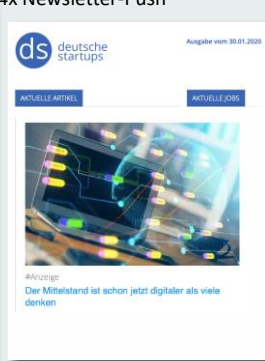 4x Newsletter-Push
ds deutsche
startups
Ausgabe vom 30.01.2020
AKTUELLE ARTIKEL
AKTUELLE JOBS
#Anzeige
Der Mittelstand ist schon jetzt digitaler als viele
denken